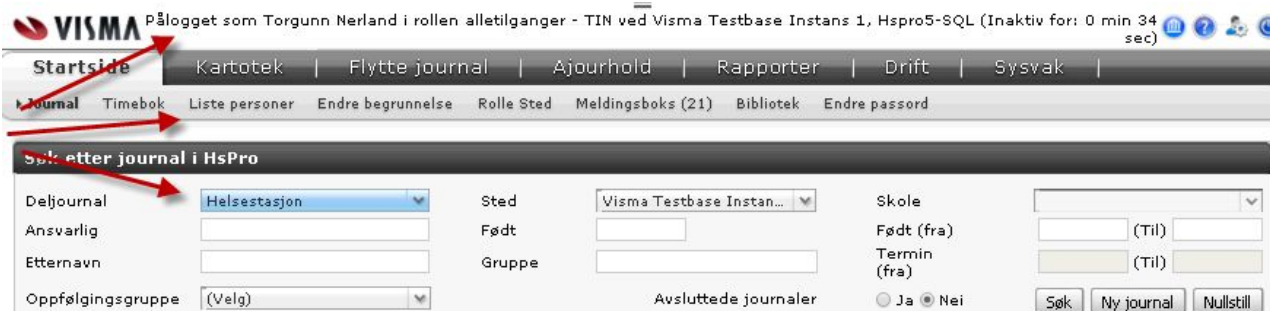 VISMA
Pålogget som Torgunn Nerland i rollen alletilganger - TIN ved Visma Testbase Instans 1, Hspro5-SQL (Inaktiv for: 0 min 34
sec)
Startside Kartotek | Flytte journal | Ajourhold | Rapporter | Drift | Sysvak |
Journal Timebok Liste personer Endre begrunnelse Rolle Sted Meldingsboks (21) Bibliotek Endre passord
Søk etter journal i HsPro
Deljournal Helsestasjon Sted Visma Testbase Instan... Skole
Ansvarlig Født Født (fra) (Til)
Etternavn Gruppe Termin (fra) (Til)
Oppfølgingsgruppe (Velg) Avsluttede journaler Ja Nei Søk Ny journal Nullstill